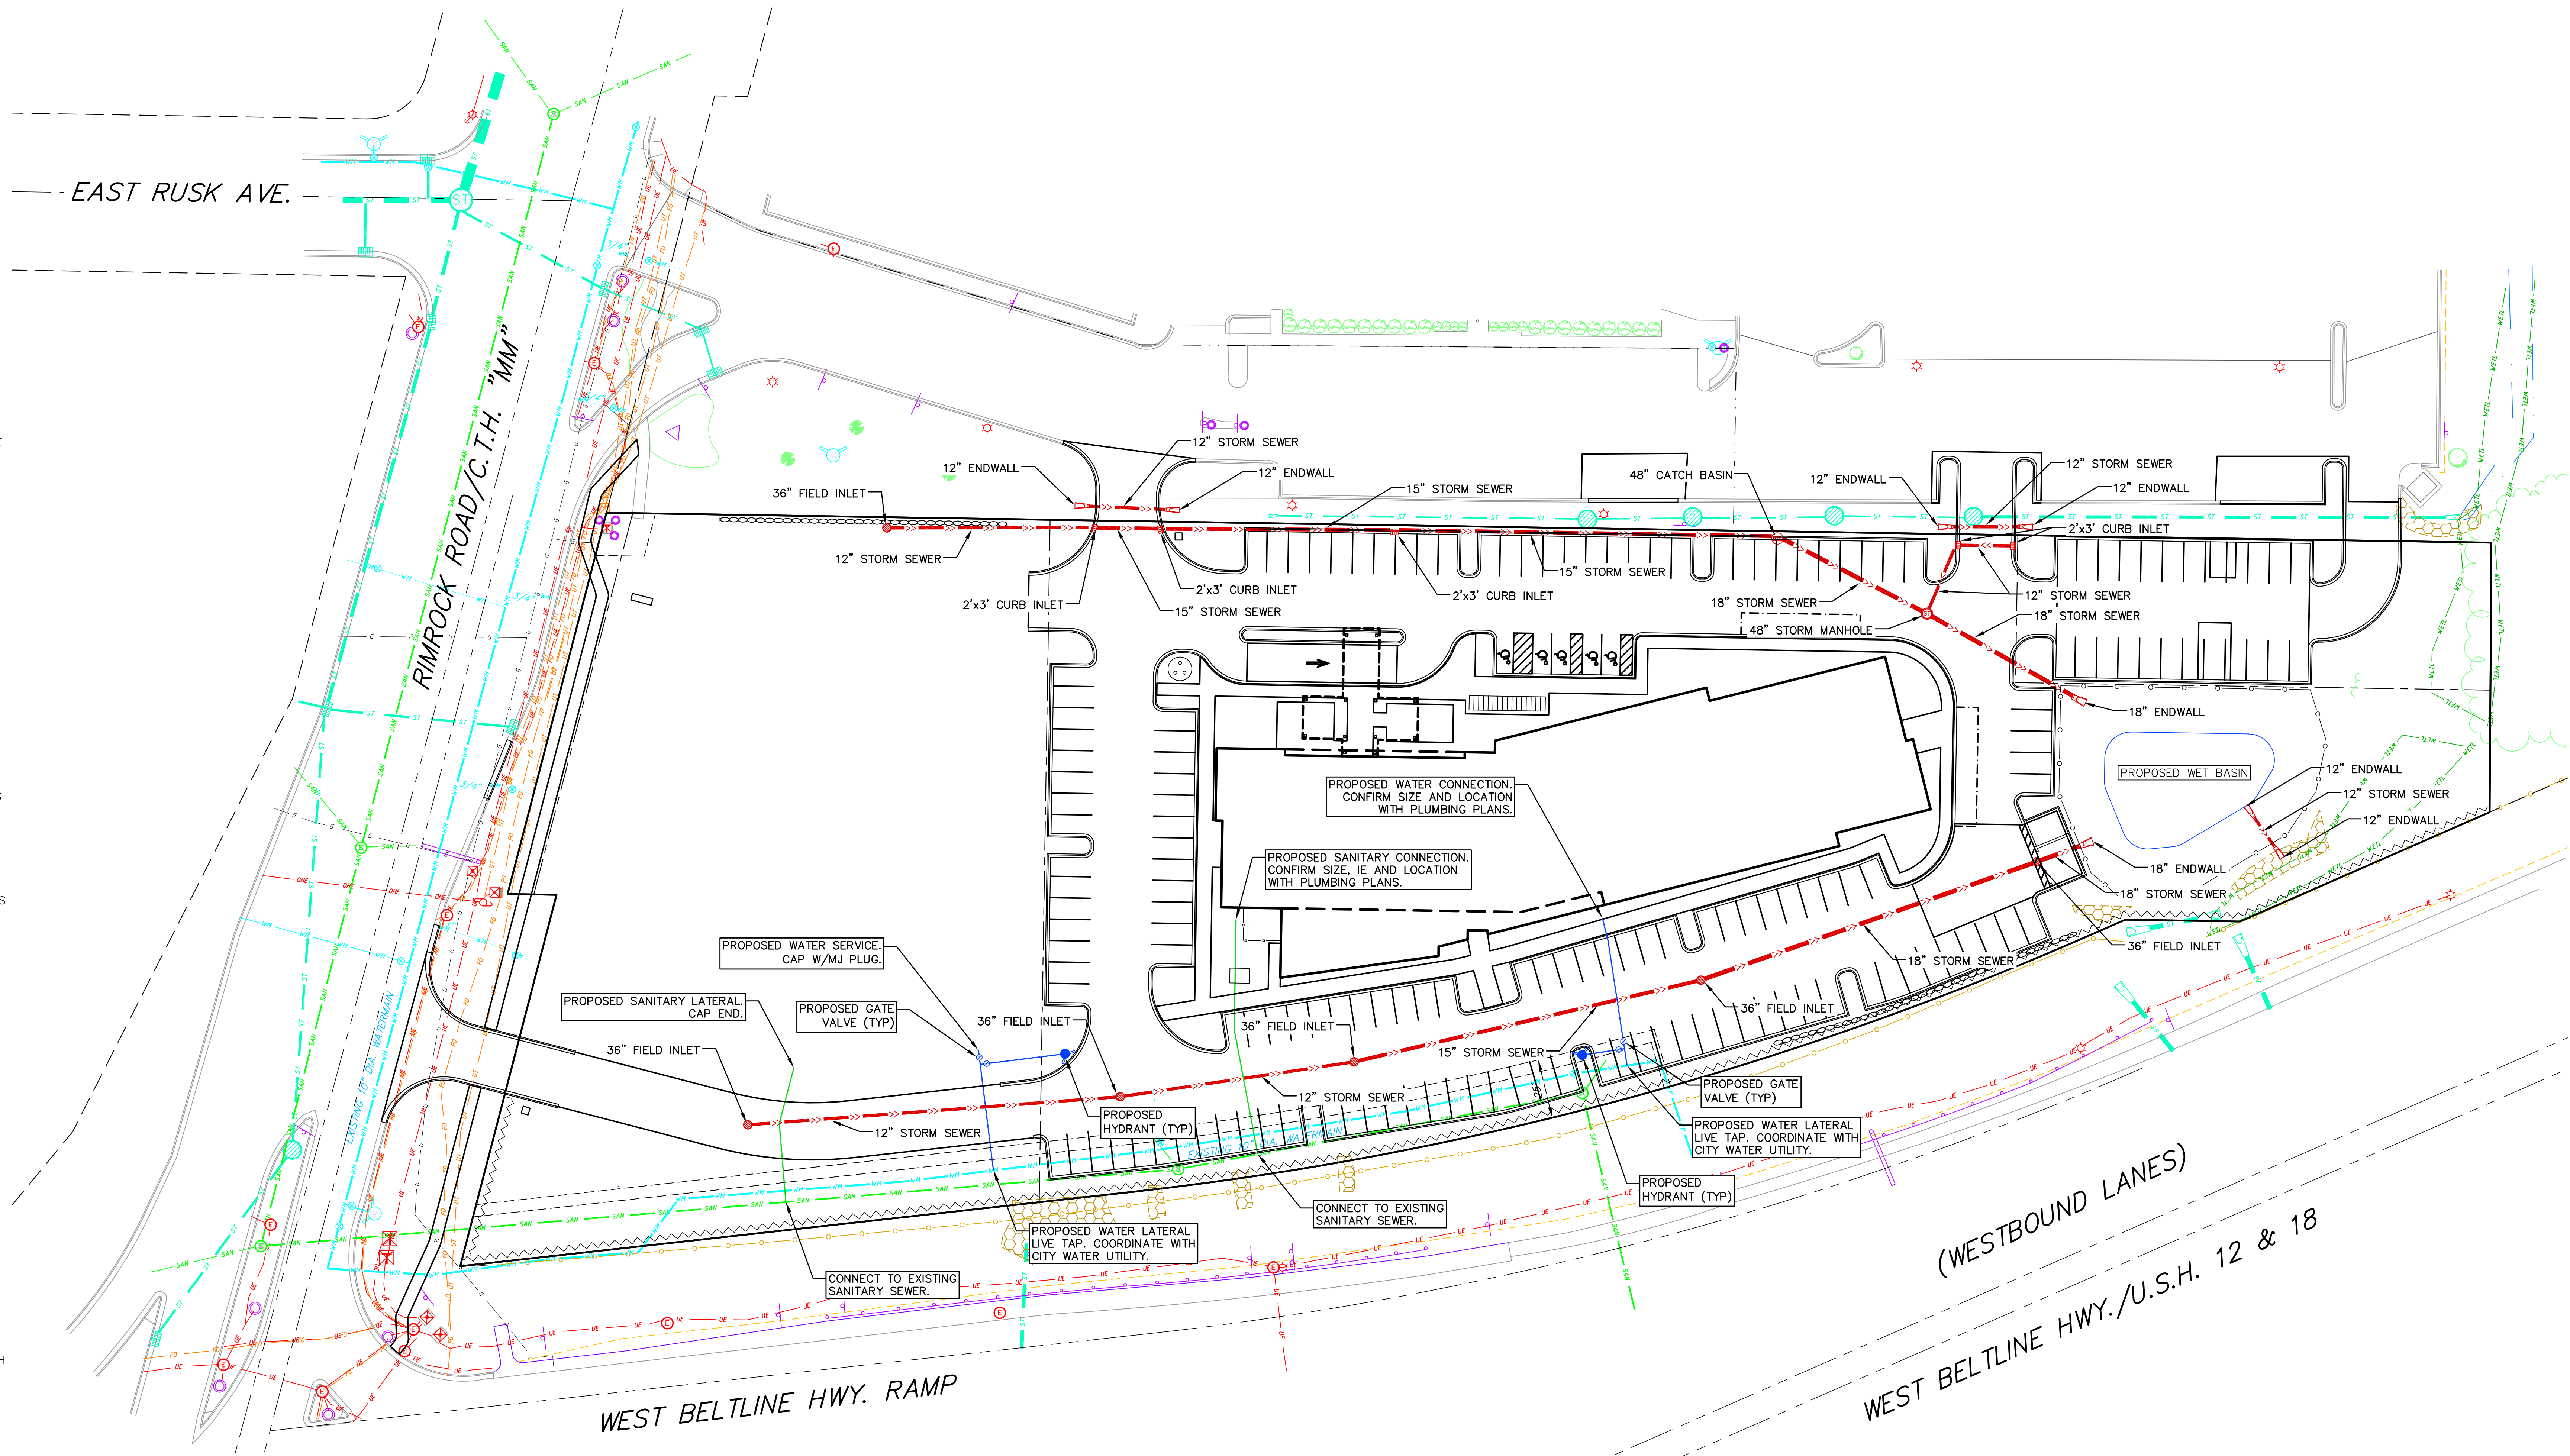 EAST RUSK AVE.
RIMROCK ROAD/C.T.H. "MM"
12" STORM SEWER
12" ENDWALL
12" ENDWALL
36" FIELD INLET
15" STORM SEWER
48" CATCH BASIN
12" ENDWALL
12" STORM SEWER
12" ENDWALL
2'x3' CURB INLET
12" STORM SEWER
2'x3' CURB INLET
15" STORM SEWER
2'x3' CURB INLET
2'x3' CURB INLET
15" STORM SEWER
18" STORM SEWER
12" STORM SEWER
18" STORM SEWER
48" STORM MANHOLE
18" ENDWALL
PROPOSED WET BASIN
12" ENDWALL
12" STORM SEWER
12" ENDWALL
PROPOSED WATER CONNECTION.
CONFIRM SIZE AND LOCATION
WITH PLUMBING PLANS.
PROPOSED SANITARY CONNECTION.
CONFIRM SIZE, IE AND LOCATION
WITH PLUMBING PLANS.
18" ENDWALL
18" STORM SEWER
36" FIELD INLET
18" STORM SEWER
PROPOSED WATER SERVICE.
CAP W/MJ PLUG.
PROPOSED SANITARY LATERAL.
CAP END.
PROPOSED GATE
VALVE (TYP)
36" FIELD INLET
36" FIELD INLET
36" FIELD INLET
36" FIELD INLET
15" STORM SEWER
12" STORM SEWER
12" STORM SEWER
PROPOSED
HYDRANT (TYP)
PROPOSED GATE
VALVE (TYP)
PROPOSED WATER LATERAL
LIVE TAP. COORDINATE WITH
CITY WATER UTILITY.
PROPOSED
HYDRANT (TYP)
CONNECT TO EXISTING
SANITARY SEWER.
PROPOSED WATER LATERAL
LIVE TAP. COORDINATE WITH
CITY WATER UTILITY.
CONNECT TO EXISTING
SANITARY SEWER.
EXISTING 10" DIA. WATERMAIN
EXISTING 10" DIA. WATERMAIN
WEST BELTLINE HWY. RAMP
(WESTBOUND LANES)
WEST BELTLINE HWY./U.S.H. 12 & 18